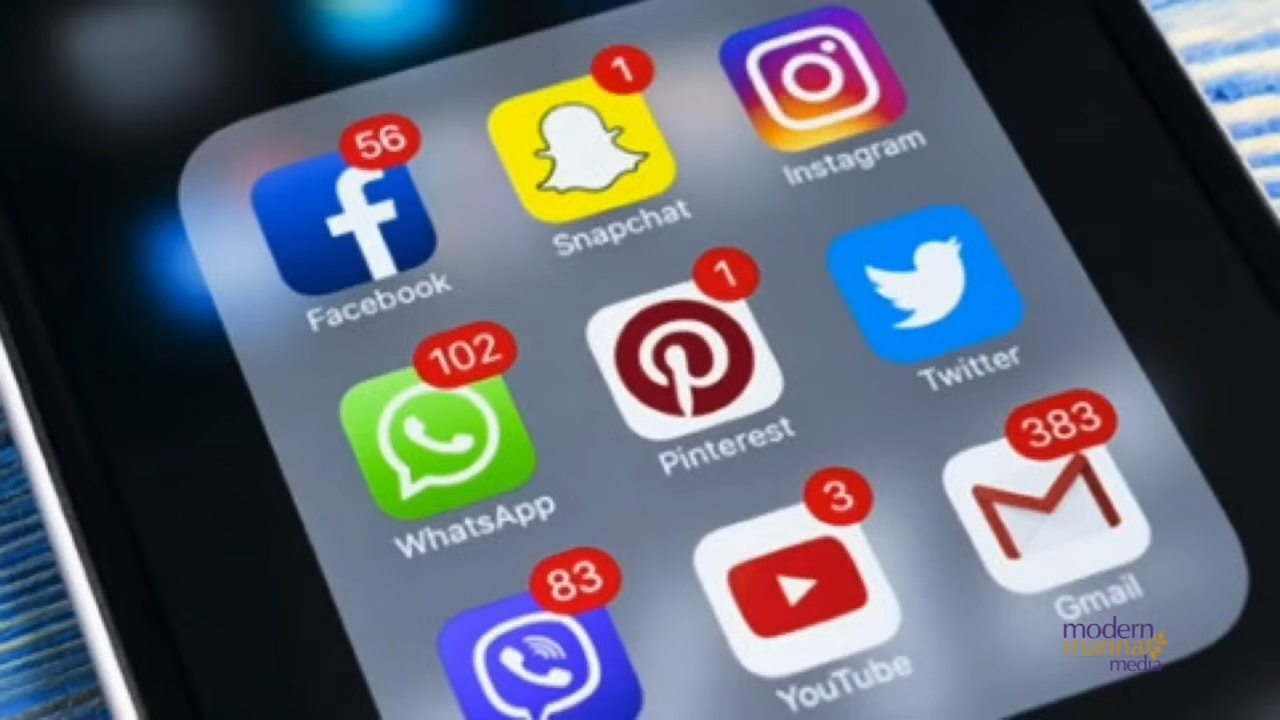 56
Facebook
1
Snapchat
Instagram
102
WhatsApp
1
Pinterest
Twitter
83
3
YouTube
383
Gmail
modern
manna
media